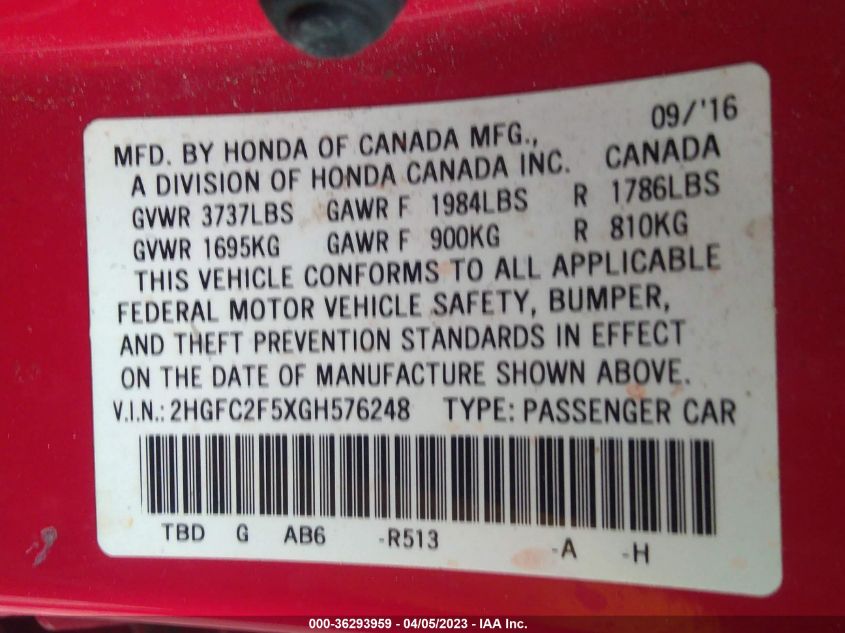 09/'16
MFD. BY HONDA OF CANADA MFG.,
A DIVISION OF HONDA CANADA INC. CANADA
GVWR 3737LBS GAWR F 1984LBS R 1786LBS
GVWR 1695KG GAWR F 900KG R 810KG
THIS VEHICLE CONFORMS TO ALL APPLICABLE
FEDERAL MOTOR VEHICLE SAFETY, BUMPER,
AND THEFT PREVENTION STANDARDS IN EFFECT
ON THE DATE OF MANUFACTURE SHOWN ABOVE.
V.I.N.: 2HGFC2F5XGH576248 TYPE: PASSENGER CAR
TBD G AB6 -R513 -A -H
000-36293959 - 04/05/2023 - IAA Inc.